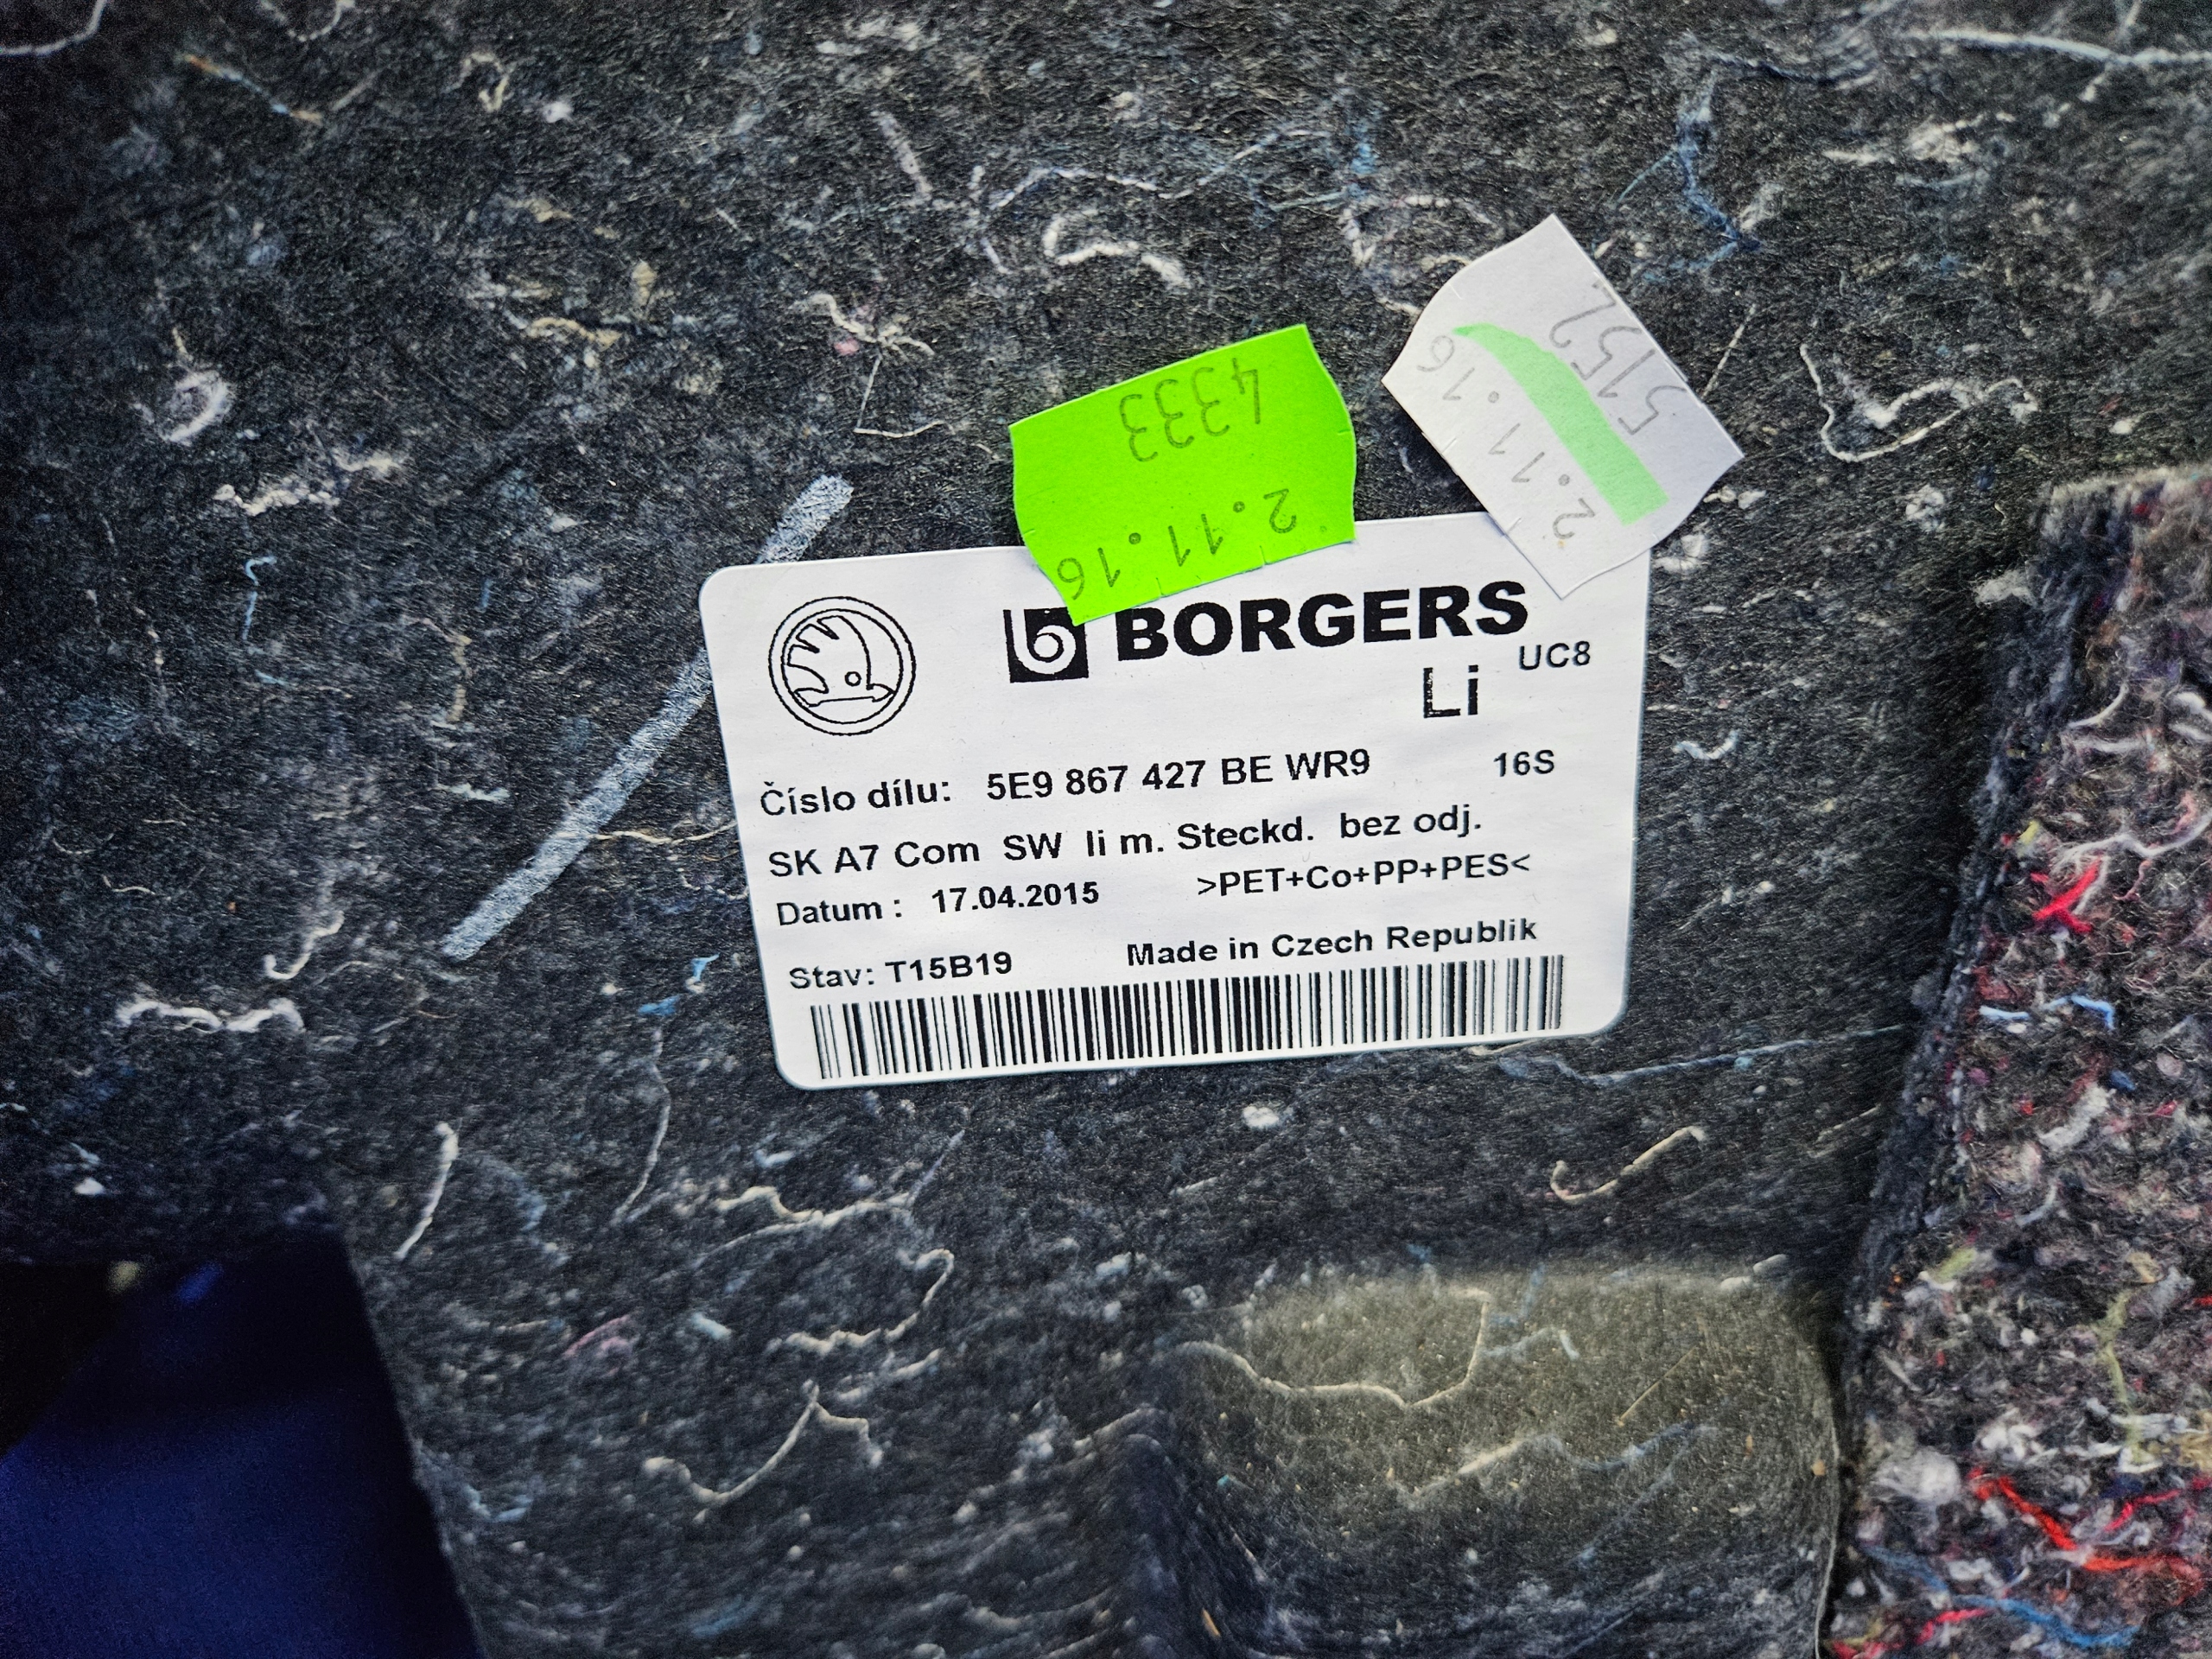 4333
2.11.16
5152
2.11.16
BORGERS
UC8
Li
Číslo dílu: 5E9 867 427 BE WR9 16S
SK A7 Com SW li m. Steckd. bez odj.
Datum : 17.04.2015 >PET+Co+PP+PES<
Stav: T15B19 Made in Czech Republik